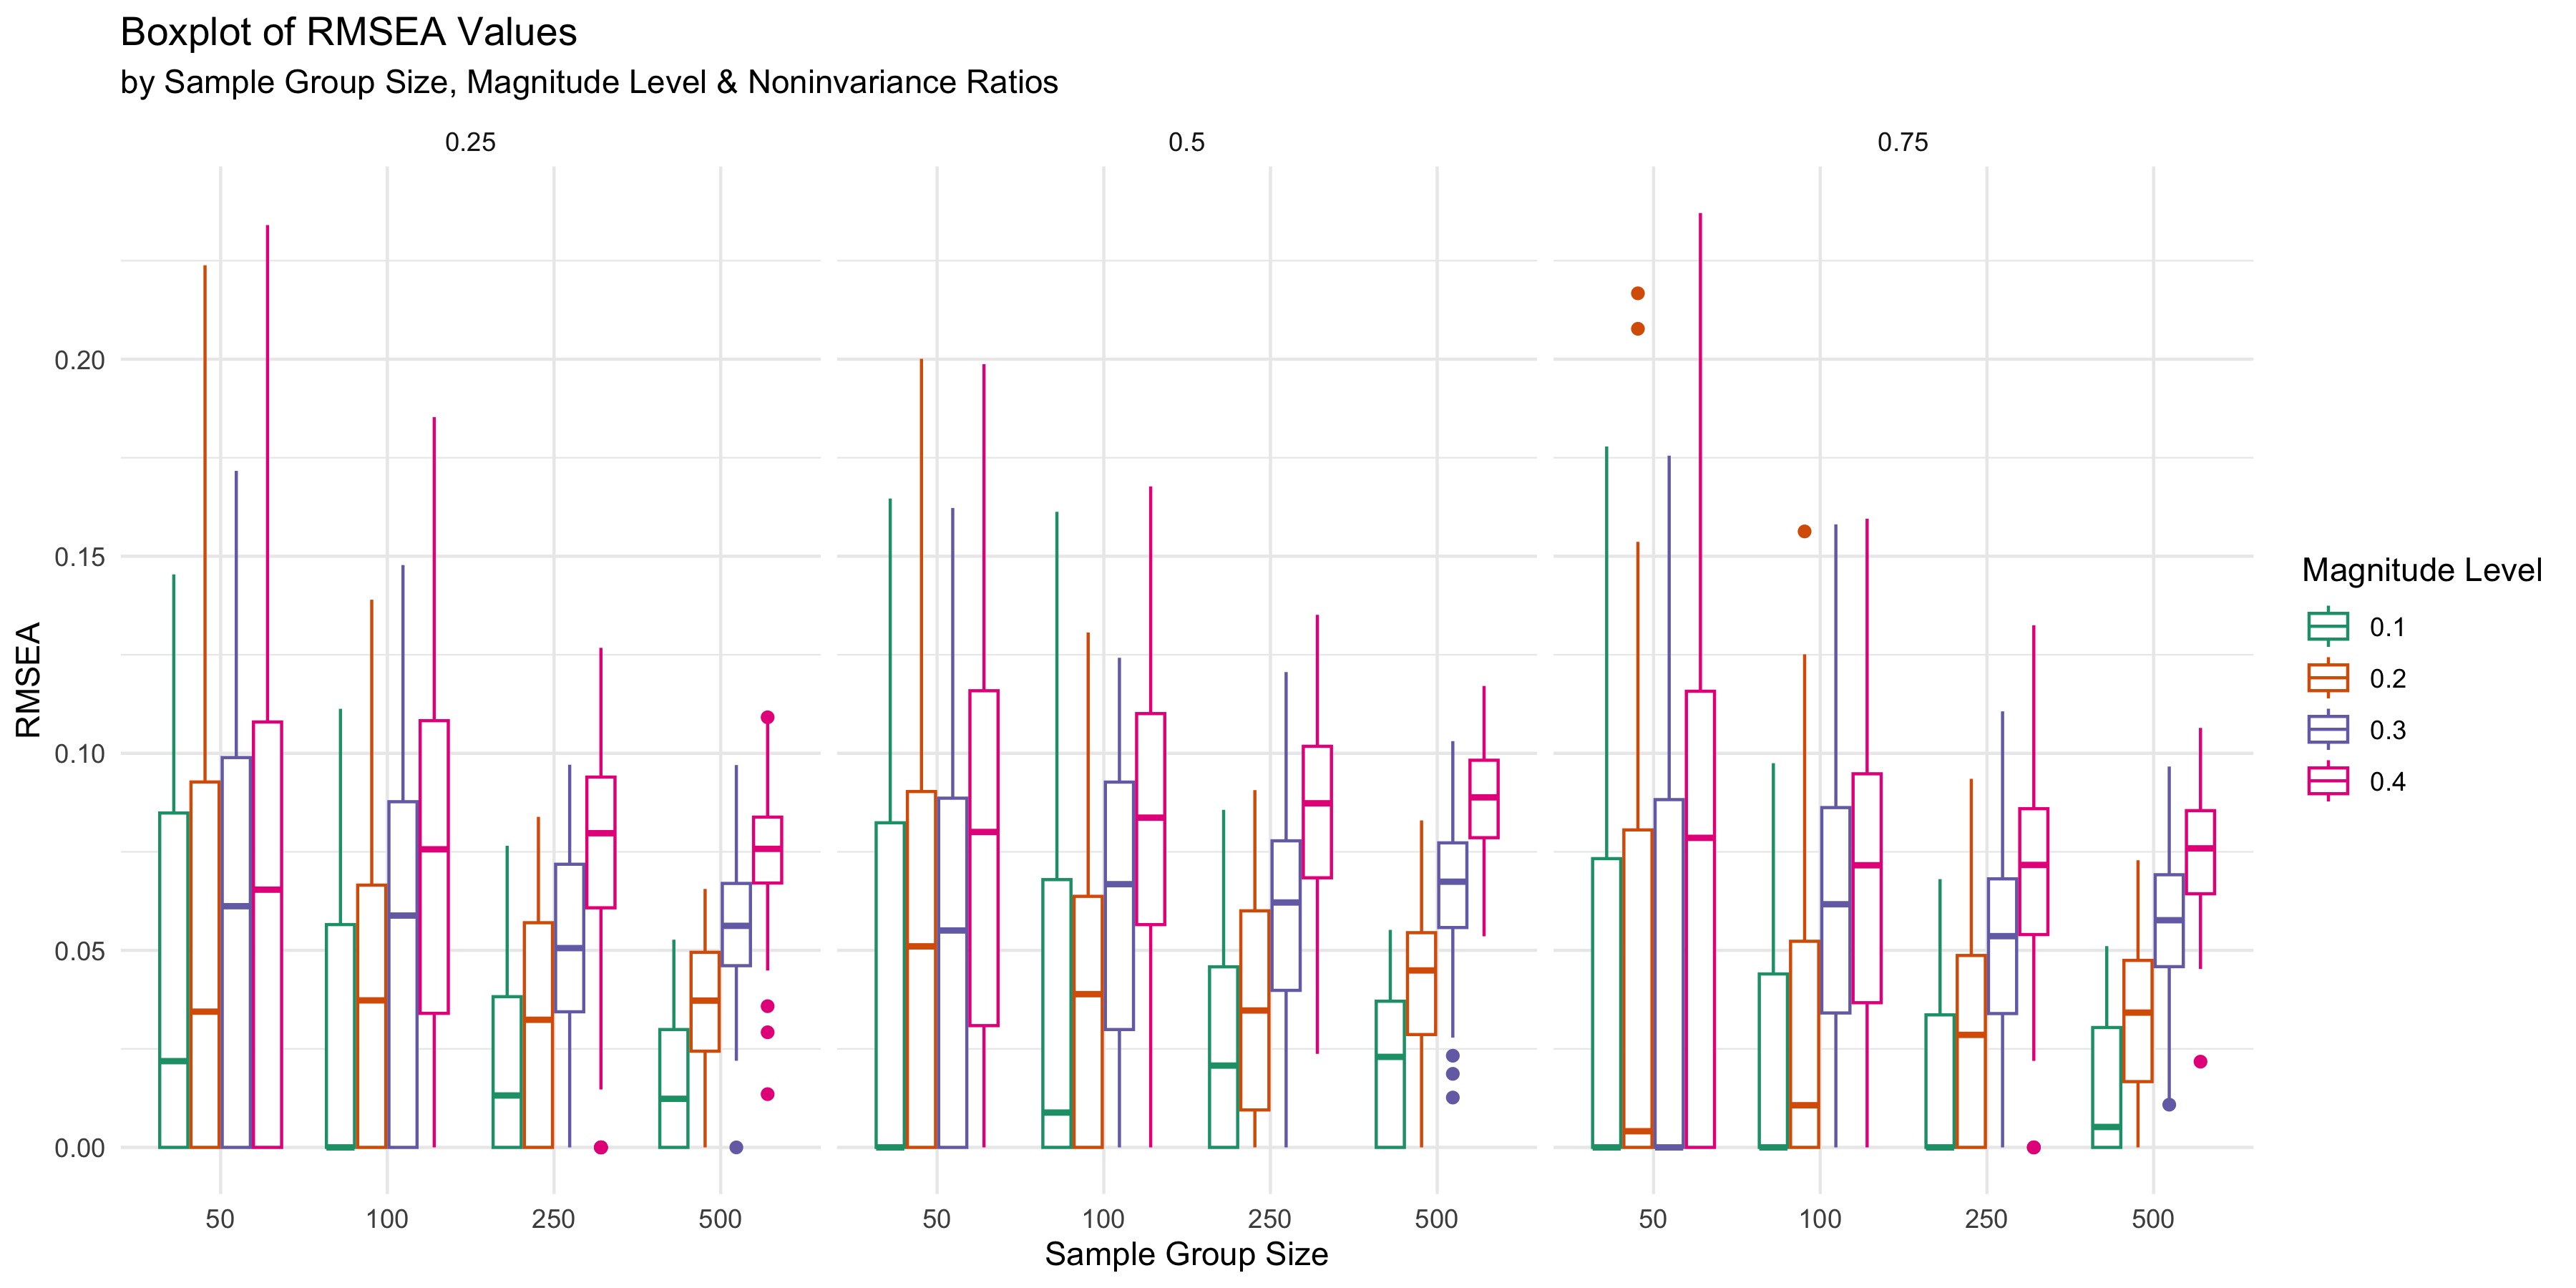 Boxplot of RMSEA Values
by Sample Group Size, Magnitude Level & Noninvariance Ratios
0.25 0.5 0.75
0.20
0.15
0.10
0.05
0.00
RMSEA
50 100 250 500 50 100 250 500 50 100 250 500
Sample Group Size
Magnitude Level
0.1
0.2
0.3
0.4